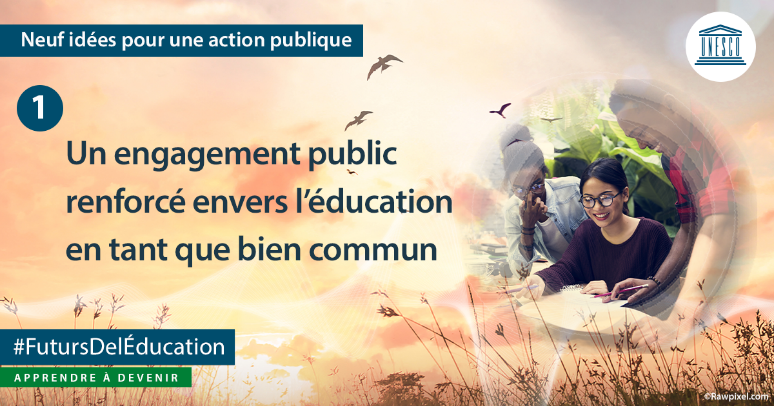 Neuf idées pour une action publique
UNESCO
1
Un engagement public
renforcé envers l’éducation
en tant que bien commun
#FutursDelÉducation
APPRENDRE À DEVENIR
©Rawpixel.com